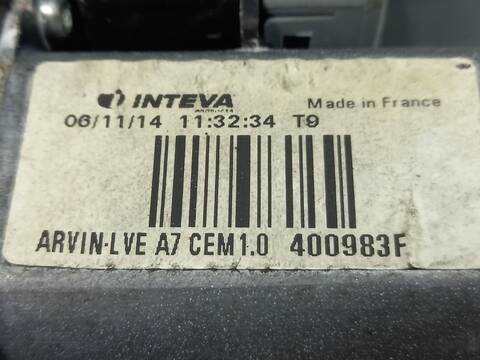 INTEVA Made in France
06/11/14 11:32:34 T9
ARVIN-LVE A7 CEM1.0 400983F